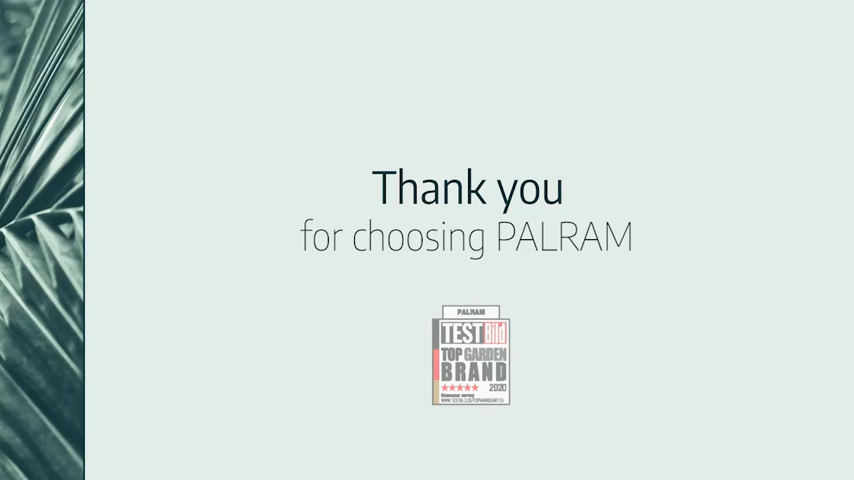 Thank you
for choosing PALRAM
PALRAM
TEST Bild
TOP GARDEN
BRAND
2020
Consumer survey